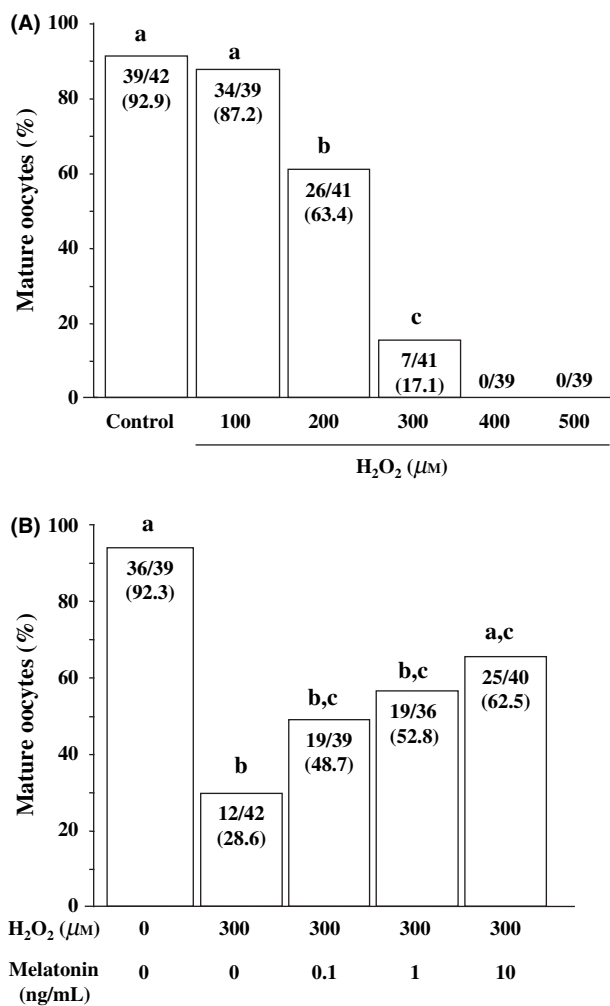 (A)
Mature oocytes (%)
100
80
60
40
20
0
a
39/42
(92.9)
a
34/39
(87.2)
b
26/41
(63.4)
c
7/41
(17.1)
0/39
0/39
Control 100 200 300 400 500
H₂O₂ (μM)
(B)
Mature oocytes (%)
100
80
60
40
20
0
a
36/39
(92.3)
b
12/42
(28.6)
b,c
19/39
(48.7)
b,c
19/36
(52.8)
a,c
25/40
(62.5)
H₂O₂ (μM) 0 300 300 300 300
Melatonin 0 0 0.1 1 10
(ng/mL)